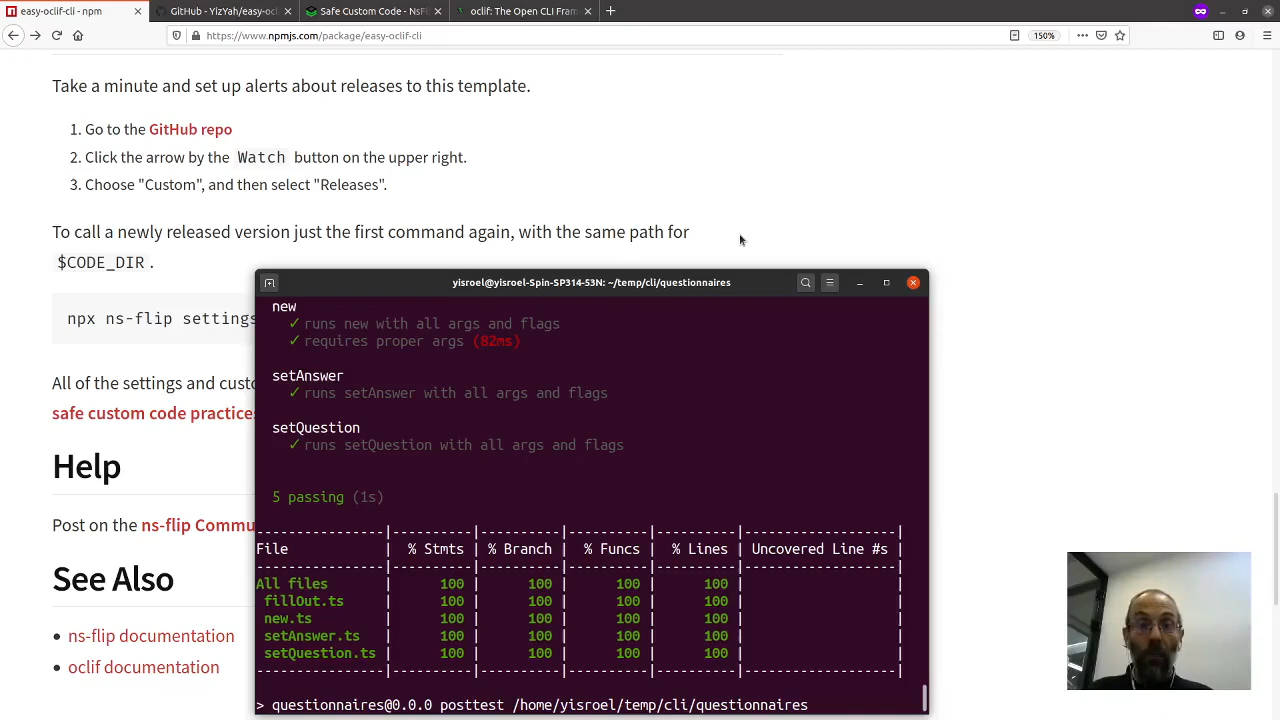 easy-oclif-cli - npm
GitHub - YizYah/easy-ocl
Safe Custom Code - NsFl
oclif: The Open CLI Fram
https://www.npmjs.com/package/easy-oclif-cli
150%
Take a minute and set up alerts about releases to this template.
1. Go to the GitHub repo
2. Click the arrow by the Watch button on the upper right.
3. Choose "Custom", and then select "Releases".
To call a newly released version just the first command again, with the same path for
$CODE_DIR .
npx ns-flip settings
All of the settings and custo
safe custom code practices
Help
Post on the ns-flip Commu
See Also
ns-flip documentation
oclif documentation
yisroel@yisroel-Spin-SP314-53N: ~/temp/cli/questionnaires
new
✓ runs new with all args and flags
✓ requires proper args (82ms)
setAnswer
✓ runs setAnswer with all args and flags
setQuestion
✓ runs setQuestion with all args and flags
5 passing (1s)
---------------|----------|----------|----------|----------|-------------------|
File | % Stmts | % Branch | % Funcs | % Lines | Uncovered Line #s |
---------------|----------|----------|----------|----------|-------------------|
All files | 100 | 100 | 100 | 100 | |
fillOut.ts | 100 | 100 | 100 | 100 | |
new.ts | 100 | 100 | 100 | 100 | |
setAnswer.ts | 100 | 100 | 100 | 100 | |
setQuestion.ts | 100 | 100 | 100 | 100 | |
---------------|----------|----------|----------|----------|-------------------|
> questionnaires@0.0.0 posttest /home/yisroel/temp/cli/questionnaires